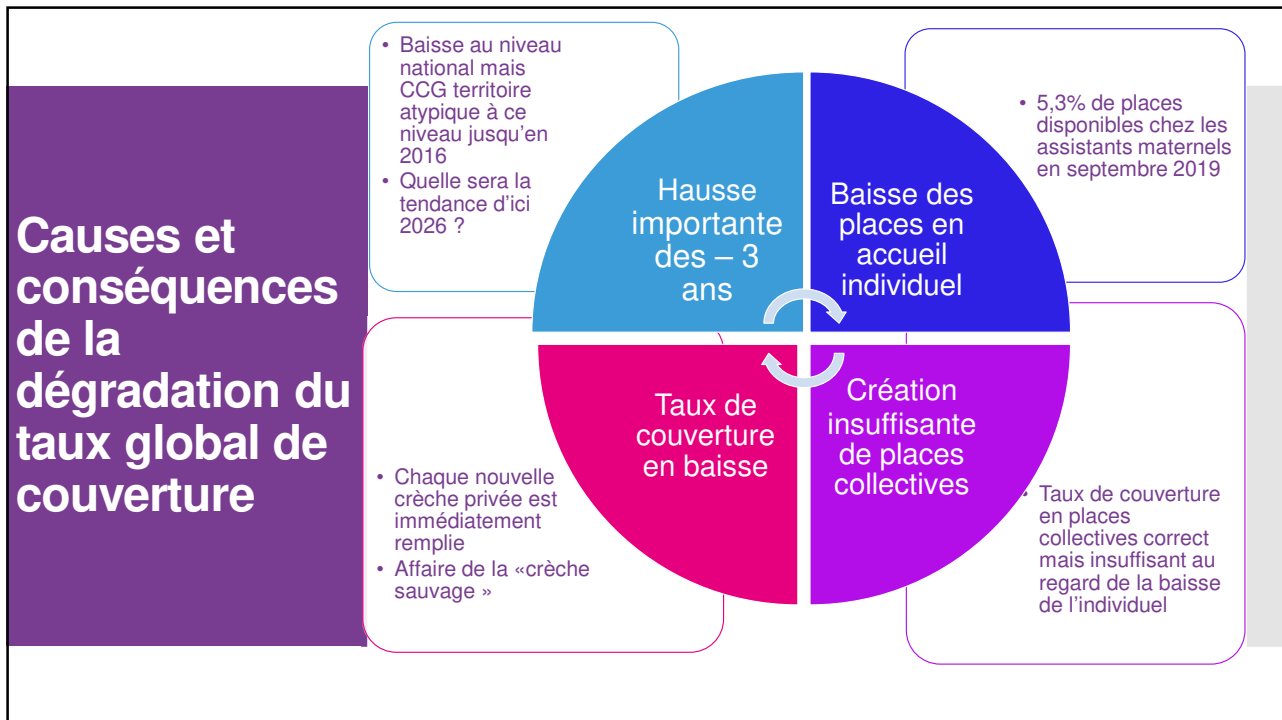 Causes et
conséquences
de la
dégradation du
taux global de
couverture
• Baisse au niveau
national mais
CCG territoire
atypique à ce
niveau jusqu'en
2016
• Quelle sera la
tendance d'ici
2026 ?
Hausse
importante
des – 3
ans
Baisse des
places en
accueil
individuel
• 5,3% de places
disponibles chez les
assistants maternels
en septembre 2019
• Chaque nouvelle
crèche privée est
immédiatement
remplie
• Affaire de la «crèche
sauvage »
Taux de
couverture
en baisse
Création
insuffisante
de places
collectives
• Taux de couverture
en places
collectives correct
mais insuffisant au
regard de la baisse
de l'individuel